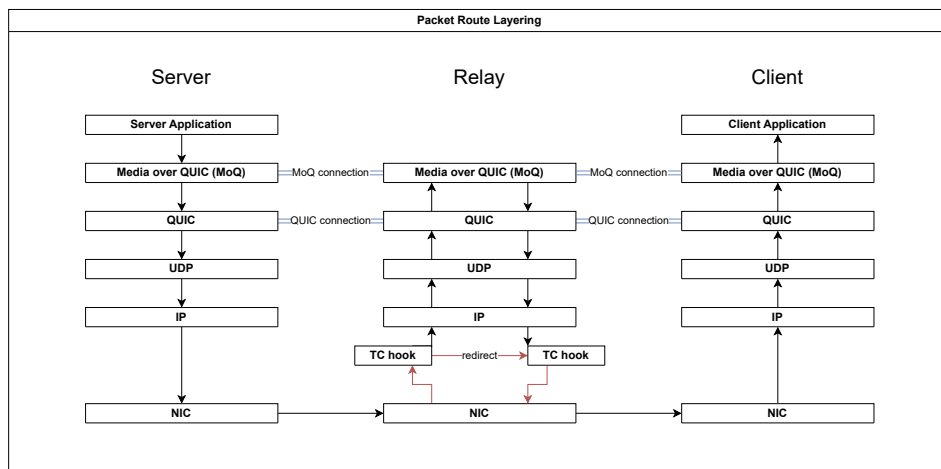 Packet Route Layering
Server
Relay
Client
Server Application
Client Application
Media over QUIC (MoQ)
MoQ connection
Media over QUIC (MoQ)
MoQ connection
Media over QUIC (MoQ)
QUIC
QUIC connection
QUIC
QUIC connection
QUIC
UDP
UDP
UDP
IP
IP
IP
TC hook
redirect
TC hook
NIC
NIC
NIC